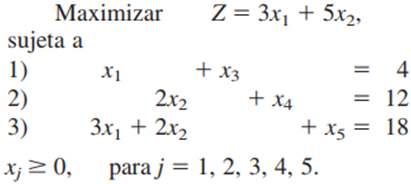 Maximizar Z = 3x₁ + 5x₂,
sujeta a
1) x₁ + x₃ = 4
2) 2x₂ + x₄ = 12
3) 3x₁ + 2x₂ + x₅ = 18
xⱼ ≥ 0, para j = 1, 2, 3, 4, 5.